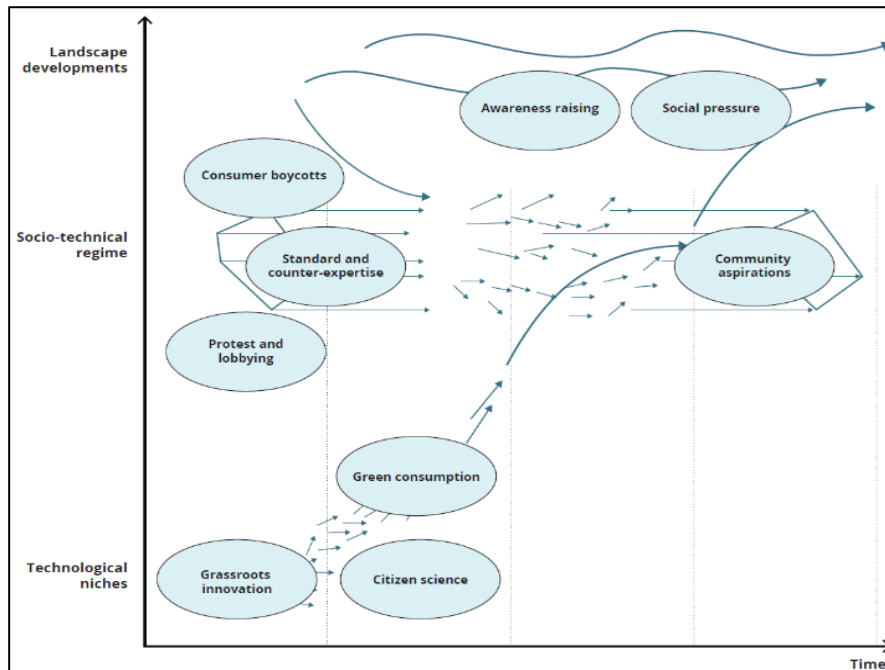 Landscape
developments
Awareness raising
Social pressure
Consumer boycotts
Socio-technical
regime
Standard and
counter-expertise
Community
aspirations
Protest and
lobbying
Green consumption
Technological
niches
Grassroots
innovation
Citizen science
Time